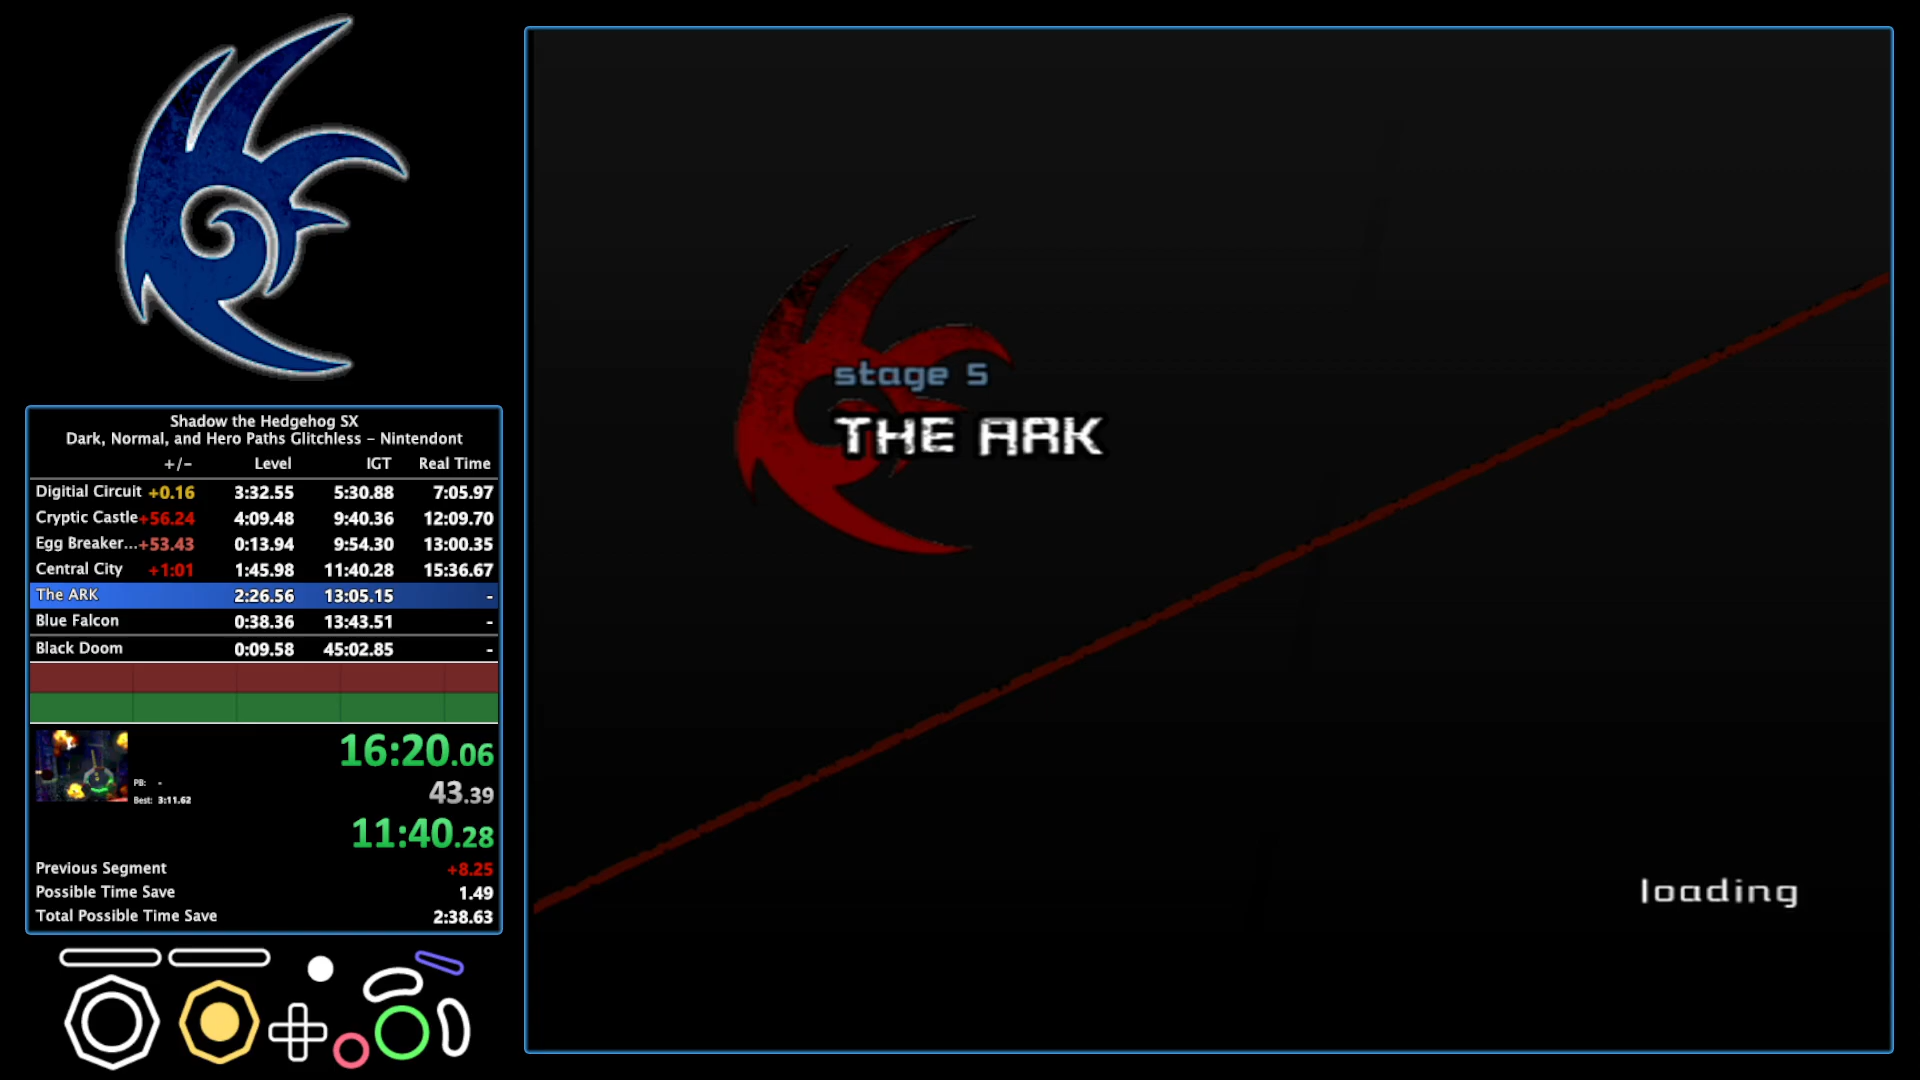 Shadow the Hedgehog SX
Dark, Normal, and Hero Paths Glitchless - Nintendont
+/- Level IGT Real Time
Digitial Circuit +0.16 3:32.55 5:30.88 7:05.97
Cryptic Castle +56.24 4:09.48 9:40.36 12:09.70
Egg Breaker... +53.43 0:13.94 9:54.30 13:00.35
Central City +1:01 1:45.98 11:40.28 15:36.67
The ARK 2:26.56 13:05.15 -
Blue Falcon 0:38.36 13:43.51 -
Black Doom 0:09.58 45:02.85 -
16:20.06
PB: -
43.39
Best: 3:11.62
11:40.28
Previous Segment +8.25
Possible Time Save 1.49
Total Possible Time Save 2:38.63
stage 5
THE ARK
loading